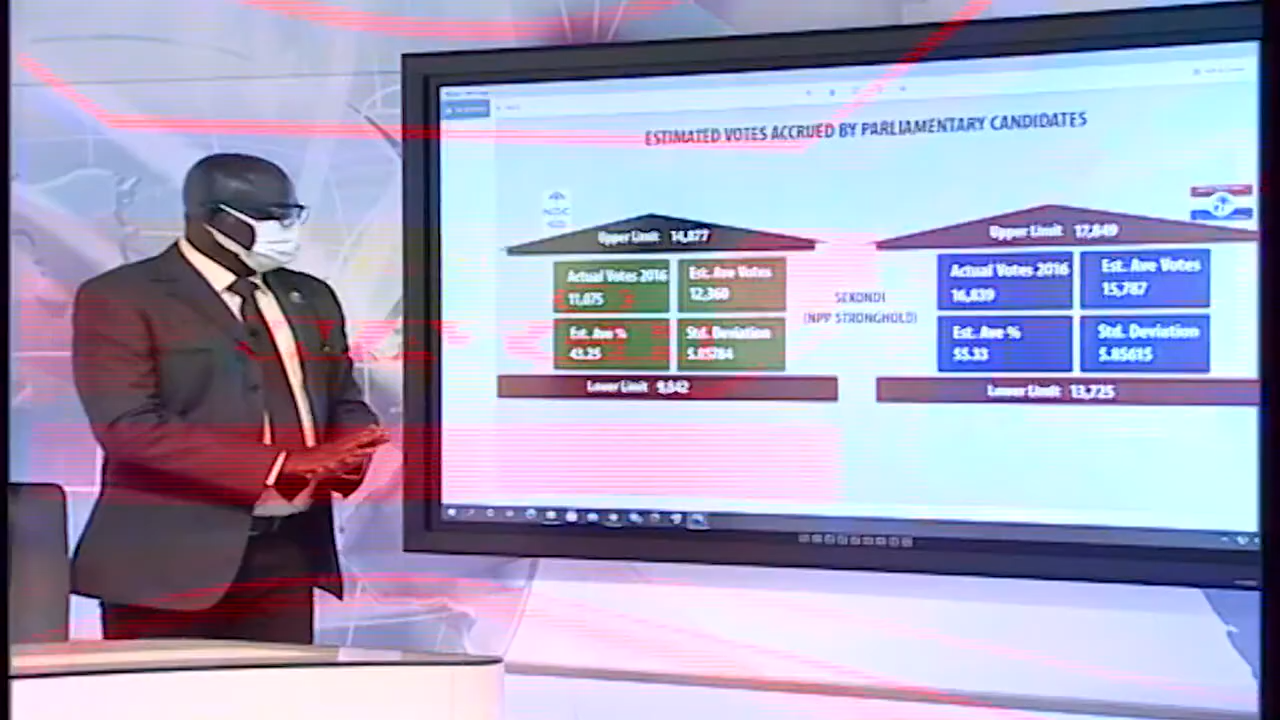 ESTIMATED VOTES ACCRUED BY PARLIAMENTARY CANDIDATES
NDC
Upper Limit 14,877
Actual Votes 2016
11,875
Est. Ave Votes
12,360
Est. Ave %
43.25
Std. Deviation
5.85784
Lower Limit 9,842
SEKONDI
(NPP STRONGHOLD)
Upper Limit 17,849
Actual Votes 2016
16,839
Est. Ave Votes
15,787
Est. Ave %
55.33
Std. Deviation
5.85615
Lower Limit 13,725